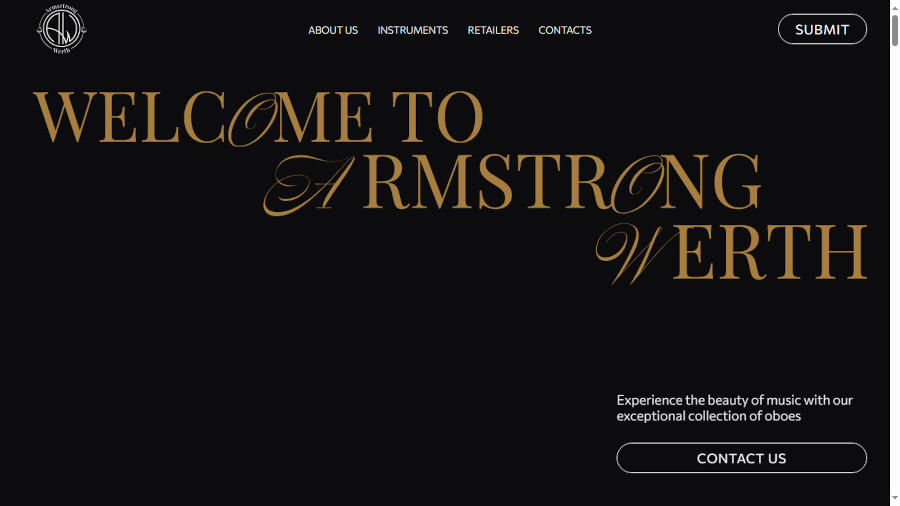 Armstrong
AW
Werth
ABOUT US
INSTRUMENTS
RETAILERS
CONTACTS
SUBMIT
WELCOME TO
ARMSTRONG
WERTH
Experience the beauty of music with our
exceptional collection of oboes
CONTACT US